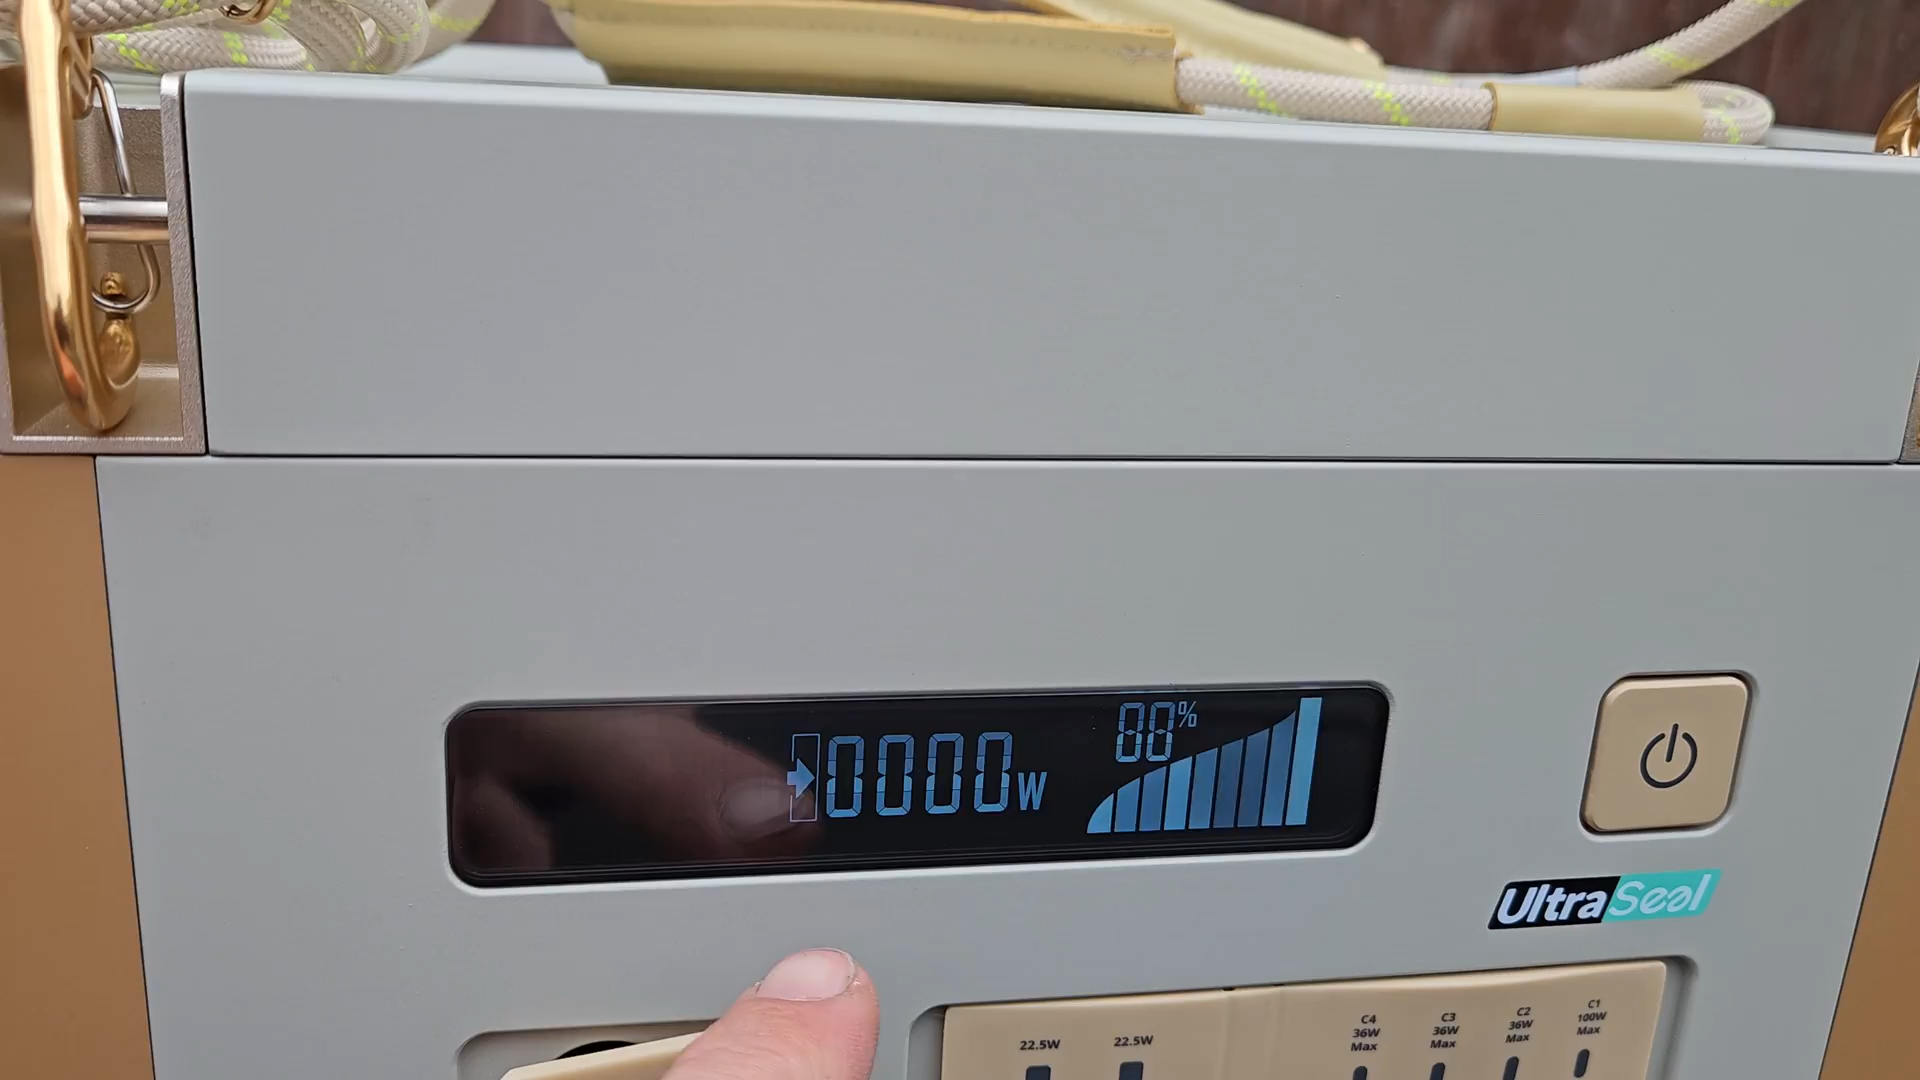 88%
0000W
UltraSeal
22.5W
22.5W
C4
36W
Max
C3
36W
Max
C2
36W
Max
C1
100W
Max